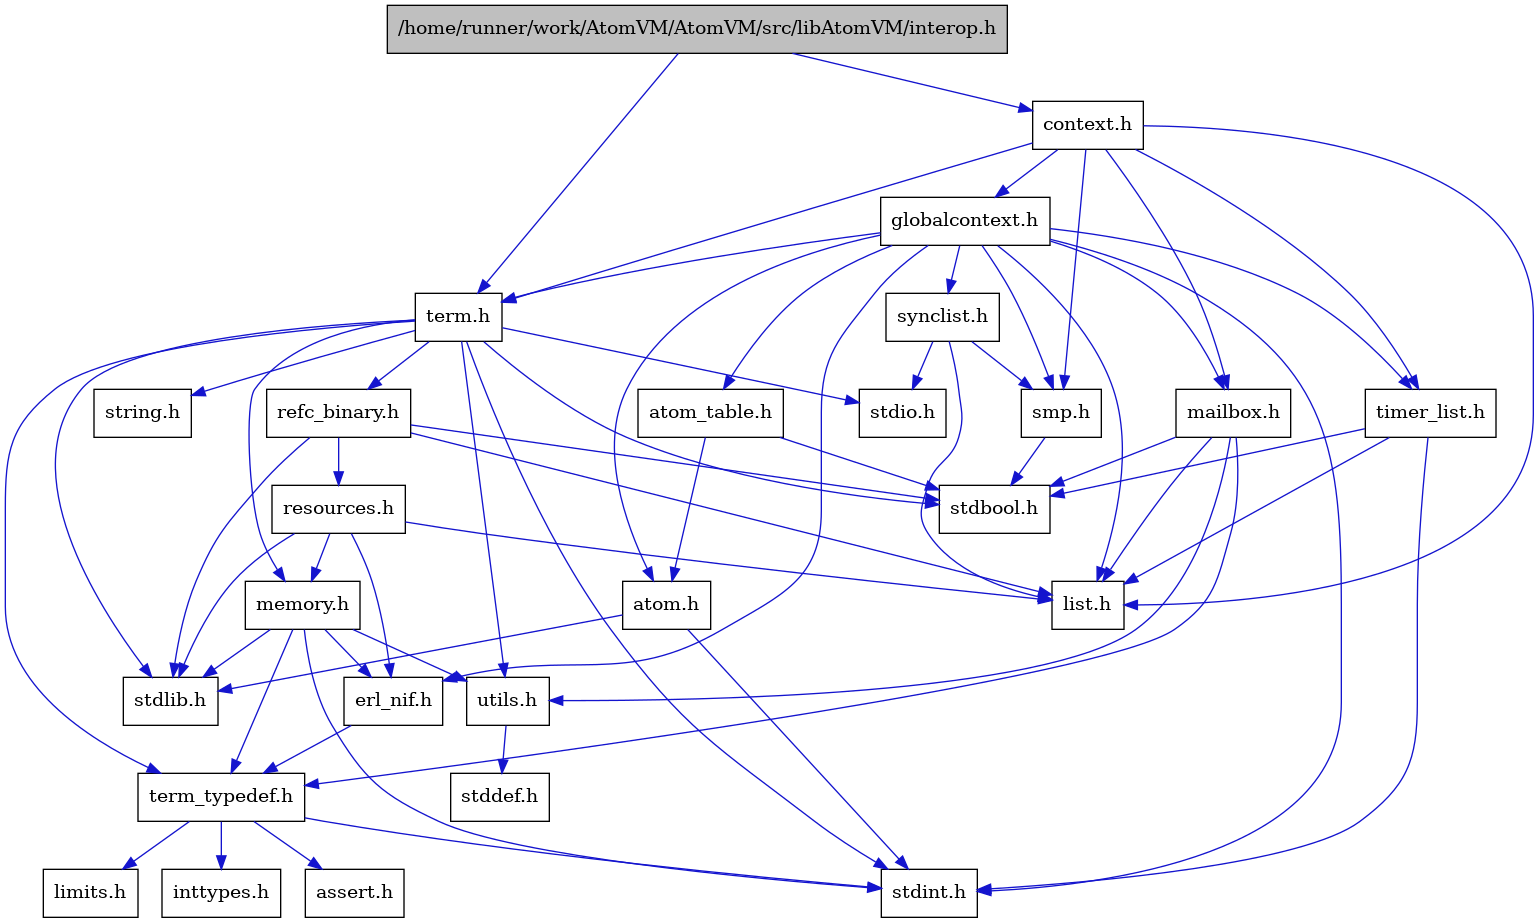 /home/runner/work/AtomVM/AtomVM/src/libAtomVM/interop.h
context.h
globalcontext.h
term.h
synclist.h
string.h
refc_binary.h
atom_table.h
stdio.h
smp.h
mailbox.h
timer_list.h
resources.h
stdbool.h
memory.h
atom.h
list.h
stdlib.h
erl_nif.h
utils.h
term_typedef.h
stddef.h
limits.h
inttypes.h
assert.h
stdint.h